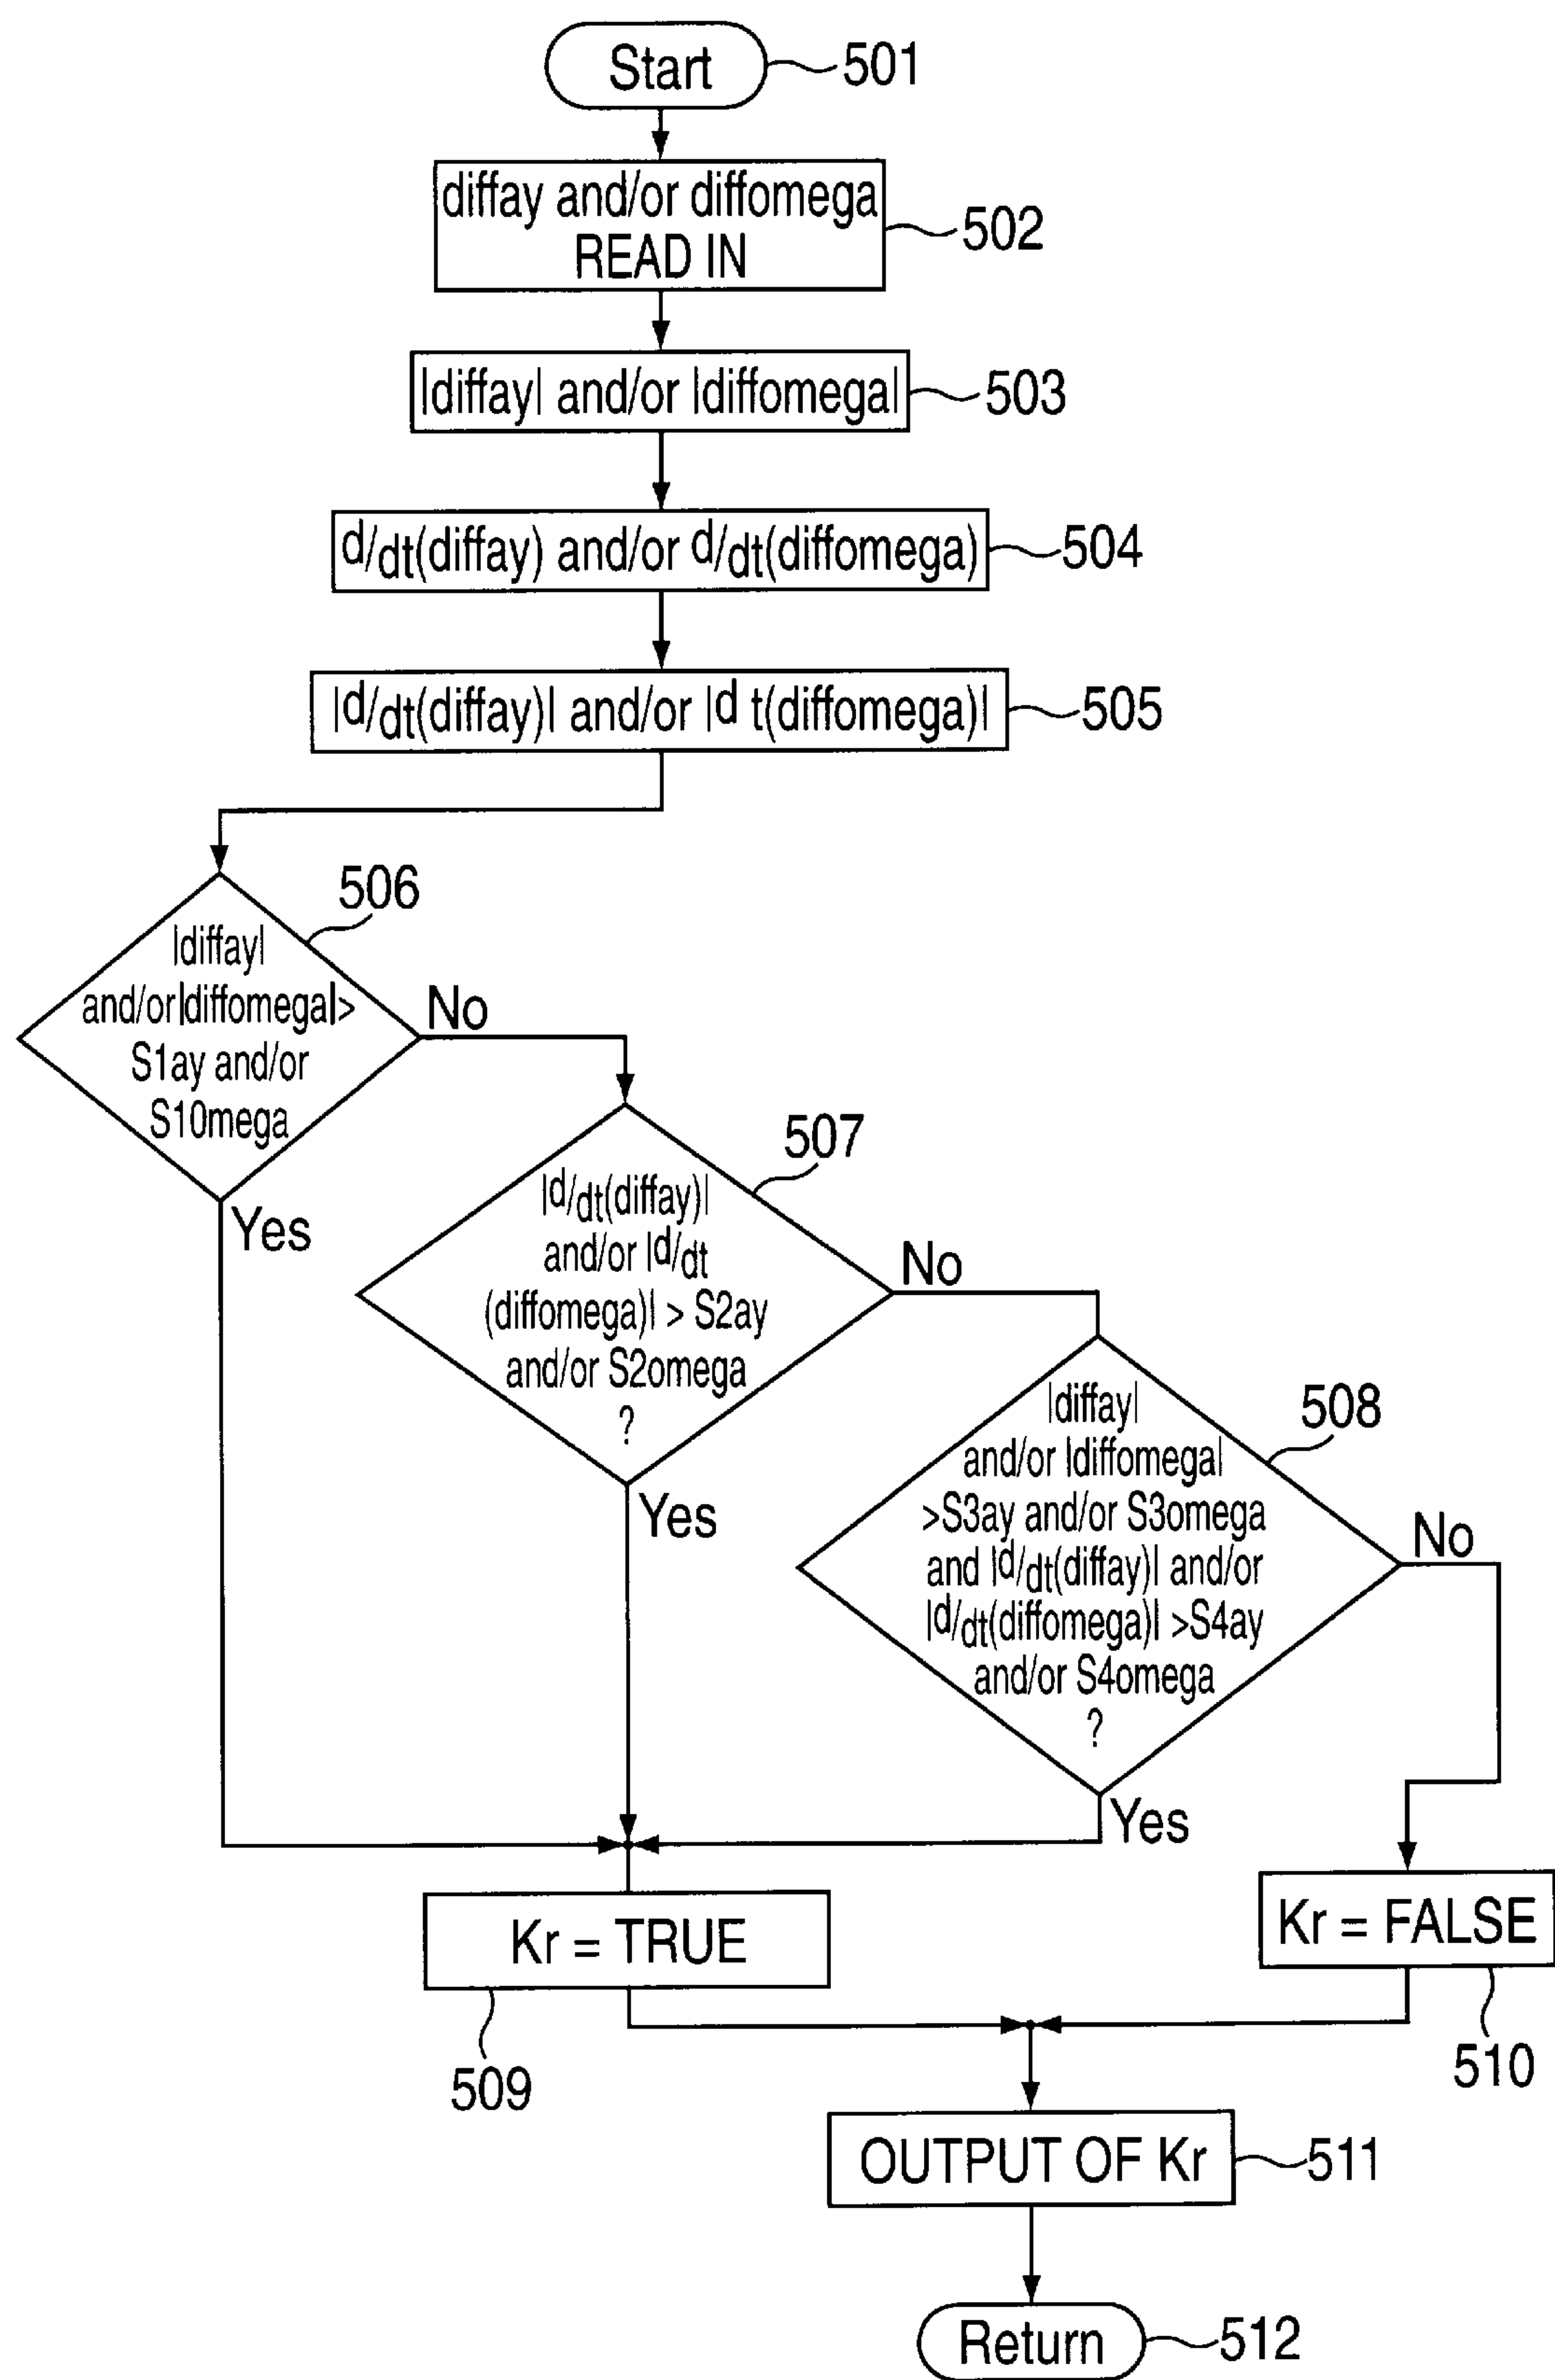 Start
501
diffay and/or diffomega
READ IN
502
|diffay| and/or |diffomega|
503
d/dt(diffay) and/or d/dt(diffomega)
504
|d/dt(diffay)| and/or |d t(diffomega)|
505
506
|diffay|
and/or|diffomega|>
S1ay and/or
S10mega
No
Yes
507
|d/dt(diffay)|
and/or |d/dt
(diffomega)| > S2ay
and/or S2omega
?
No
Yes
508
|diffay|
and/or |diffomega|
>S3ay and/or S3omega
and |d/dt(diffay)| and/or
|d/dt(diffomega)| >S4ay
and/or S4omega
?
No
Yes
Kr = TRUE
509
Kr = FALSE
510
OUTPUT OF Kr
511
Return
512